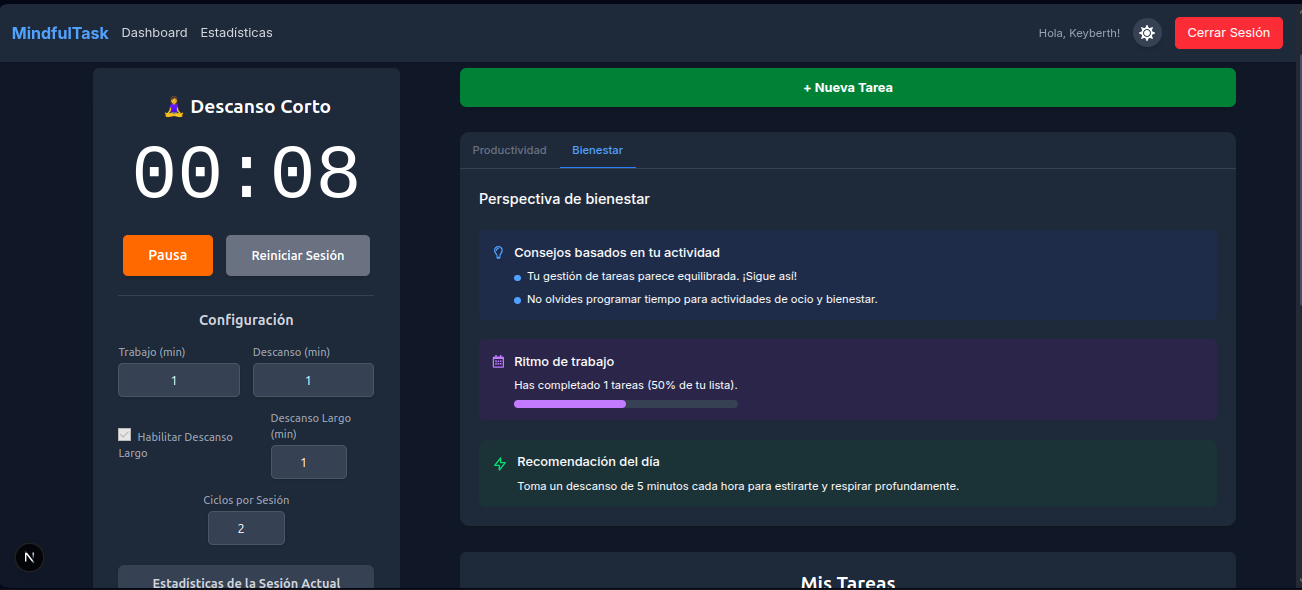 MindfulTask Dashboard Estadísticas Hola, Keyberth! Cerrar Sesión
Descanso Corto
00:08
Pausa Reiniciar Sesión
Configuración
Trabajo (min) Descanso (min)
1 1
Habilitar Descanso
Largo
Descanso Largo
(min)
1
Ciclos por Sesión
2
Estadísticas de la Sesión Actual
N
+ Nueva Tarea
Productividad Bienestar
Perspectiva de bienestar
Consejos basados en tu actividad
Tu gestión de tareas parece equilibrada. ¡Sigue así!
No olvides programar tiempo para actividades de ocio y bienestar.
Ritmo de trabajo
Has completado 1 tareas (50% de tu lista).
Recomendación del día
Toma un descanso de 5 minutos cada hora para estirarte y respirar profundamente.
Mis Tareas